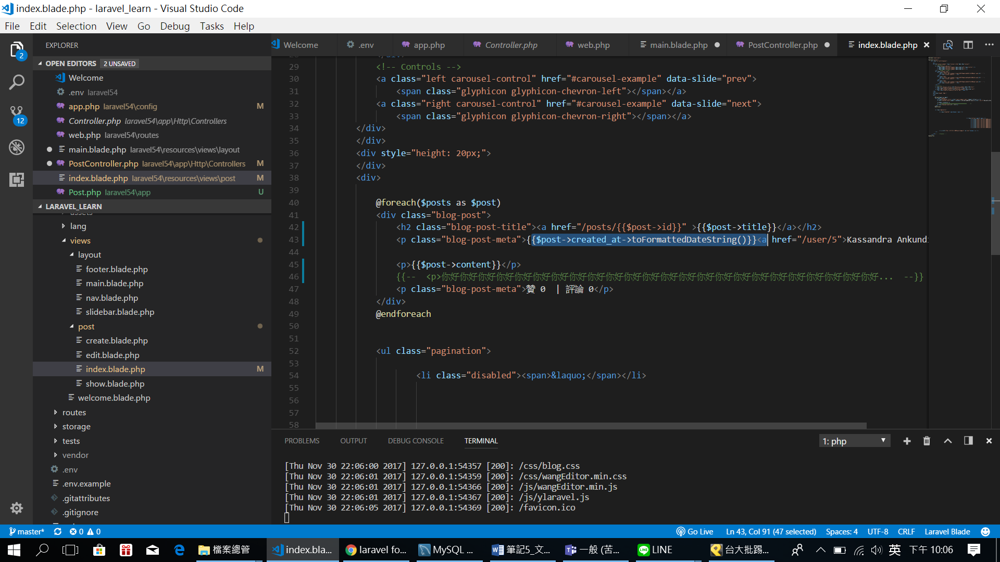 index.blade.php - laravel_learn - Visual Studio Code
File Edit Selection View Go Debug Tasks Help
2
12
EXPLORER
OPEN EDITORS 2 UNSAVED
Welcome
.env laravel54
app.php laravel54\config M
Controller.php laravel54\app\Http\Controllers
web.php laravel54\routes
main.blade.php laravel54\resources\views\layout
PostController.php laravel54\app\Http\Controllers M
index.blade.php laravel54\resources\views\post M
Post.php laravel54\app U
LARAVEL_LEARN
assets
lang
views
layout
footer.blade.php
main.blade.php
nav.blade.php
slidebar.blade.php
post
create.blade.php
edit.blade.php
index.blade.php M
show.blade.php
welcome.blade.php
routes
storage
tests
vendor
.env
.env.example
.gitattributes
.gitignore
Welcome .env app.php Controller.php web.php main.blade.php PostController.php index.blade.php
28 </div>
29 <!-- Controls -->
30 <a class="left carousel-control" href="#carousel-example" data-slide="prev">
31 <span class="glyphicon glyphicon-chevron-left"></span></a>
32 <a class="right carousel-control" href="#carousel-example" data-slide="next">
33 <span class="glyphicon glyphicon-chevron-right"></span></a>
34 </div>
35 </div>
36 <div style="height: 20px;">
37 </div>
38 <div>
39
40 @foreach($posts as $post)
41 <div class="blog-post">
42 <h2 class="blog-post-title"><a href="/posts/{{$post->id}}" >{{$post->title}}</a></h2>
43 <p class="blog-post-meta">{{$post->created_at->toFormattedDateString()}}<a href="/user/5">Kassandra Ankundi
44
45 <p>{{$post->content}}</p>
46 {{-- <p>你好你好你好你好你好你好你好你好你好你好你好你好你好你好你好你好你好你好你好你好你好你好你好你好... --}}
47 <p class="blog-post-meta">贊 0 | 評論 0</p>
48 </div>
49 @endforeach
50
51
52 <ul class="pagination">
53
54 <li class="disabled"><span>&laquo;</span></li>
55
56
57
58
PROBLEMS OUTPUT DEBUG CONSOLE TERMINAL 1: php
[Thu Nov 30 22:06:00 2017] 127.0.0.1:54357 [200]: /css/blog.css
[Thu Nov 30 22:06:01 2017] 127.0.0.1:54359 [200]: /css/wangEditor.min.css
[Thu Nov 30 22:06:01 2017] 127.0.0.1:54366 [200]: /js/wangEditor.min.js
[Thu Nov 30 22:06:01 2017] 127.0.0.1:54367 [200]: /js/ylaravel.js
[Thu Nov 30 22:06:05 2017] 127.0.0.1:54369 [200]: /favicon.ico
master* 0 0 Go Live Ln 43, Col 91 (47 selected) Spaces: 4 UTF-8 CRLF Laravel Blade
檔案總管 index.bla... laravel fo... MySQL ... 筆記5_文... 一般 (苦... LINE 台大批踢... 英 下午 10:06